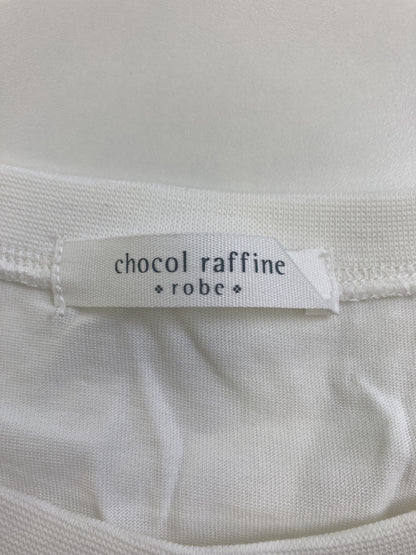 chocol raffine
❖ robe ❖